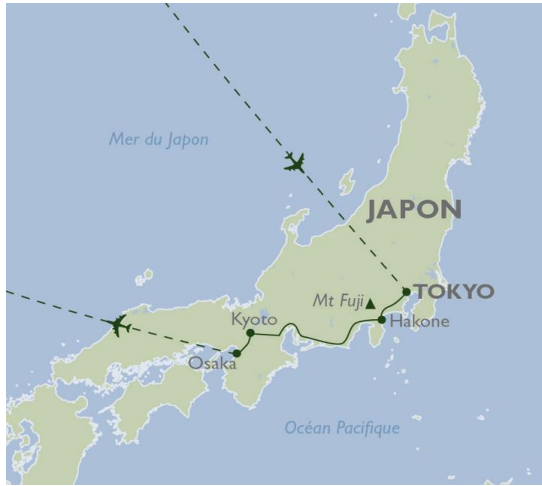 Mer du Japon
JAPON
Mt Fuji
TOKYO
Kyoto
Hakone
Osaka
Océan Pacifique